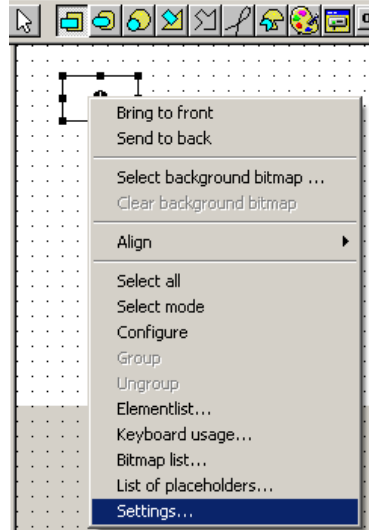 Bring to front
Send to back
Select background bitmap ...
Clear background bitmap
Align
Select all
Select mode
Configure
Group
Ungroup
Elementlist...
Keyboard usage...
Bitmap list...
List of placeholders...
Settings...